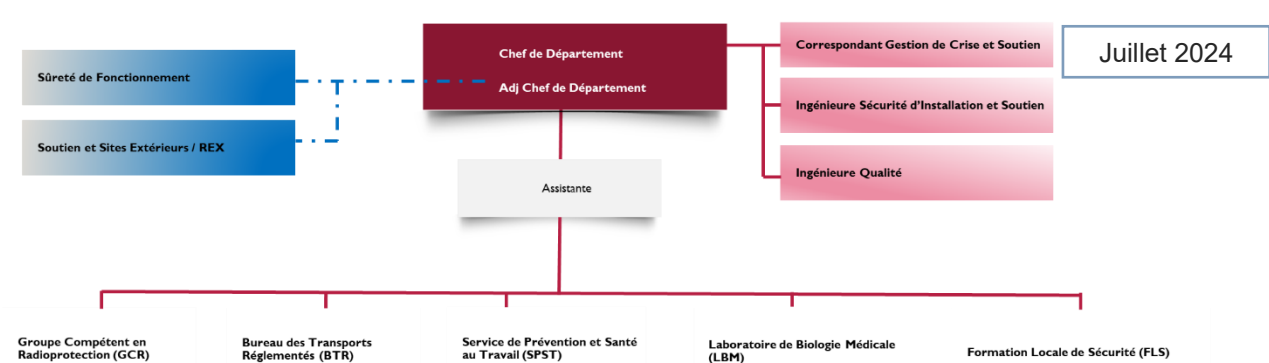 Chef de Département
Adj Chef de Département
Sûreté de Fonctionnement
Soutien et Sites Extérieurs / REX
Correspondant Gestion de Crise et Soutien
Ingénieure Sécurité d'Installation et Soutien
Ingénieure Qualité
Juillet 2024
Assistante
Groupe Compétent en
Radioprotection (GCR)
Bureau des Transports
Réglementés (BTR)
Service de Prévention et Santé
au Travail (SPST)
Laboratoire de Biologie Médicale
(LBM)
Formation Locale de Sécurité (FLS)